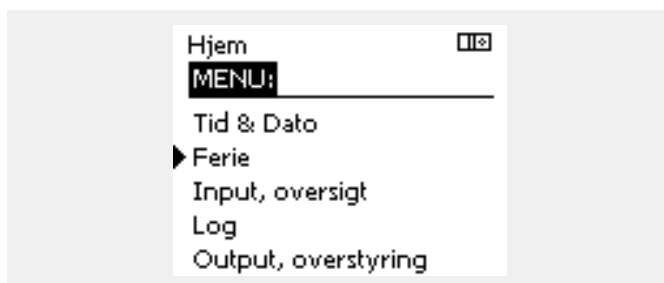 Hjem
MENU:
Tid & Dato
Ferie
Input, oversigt
Log
Output, overstyring